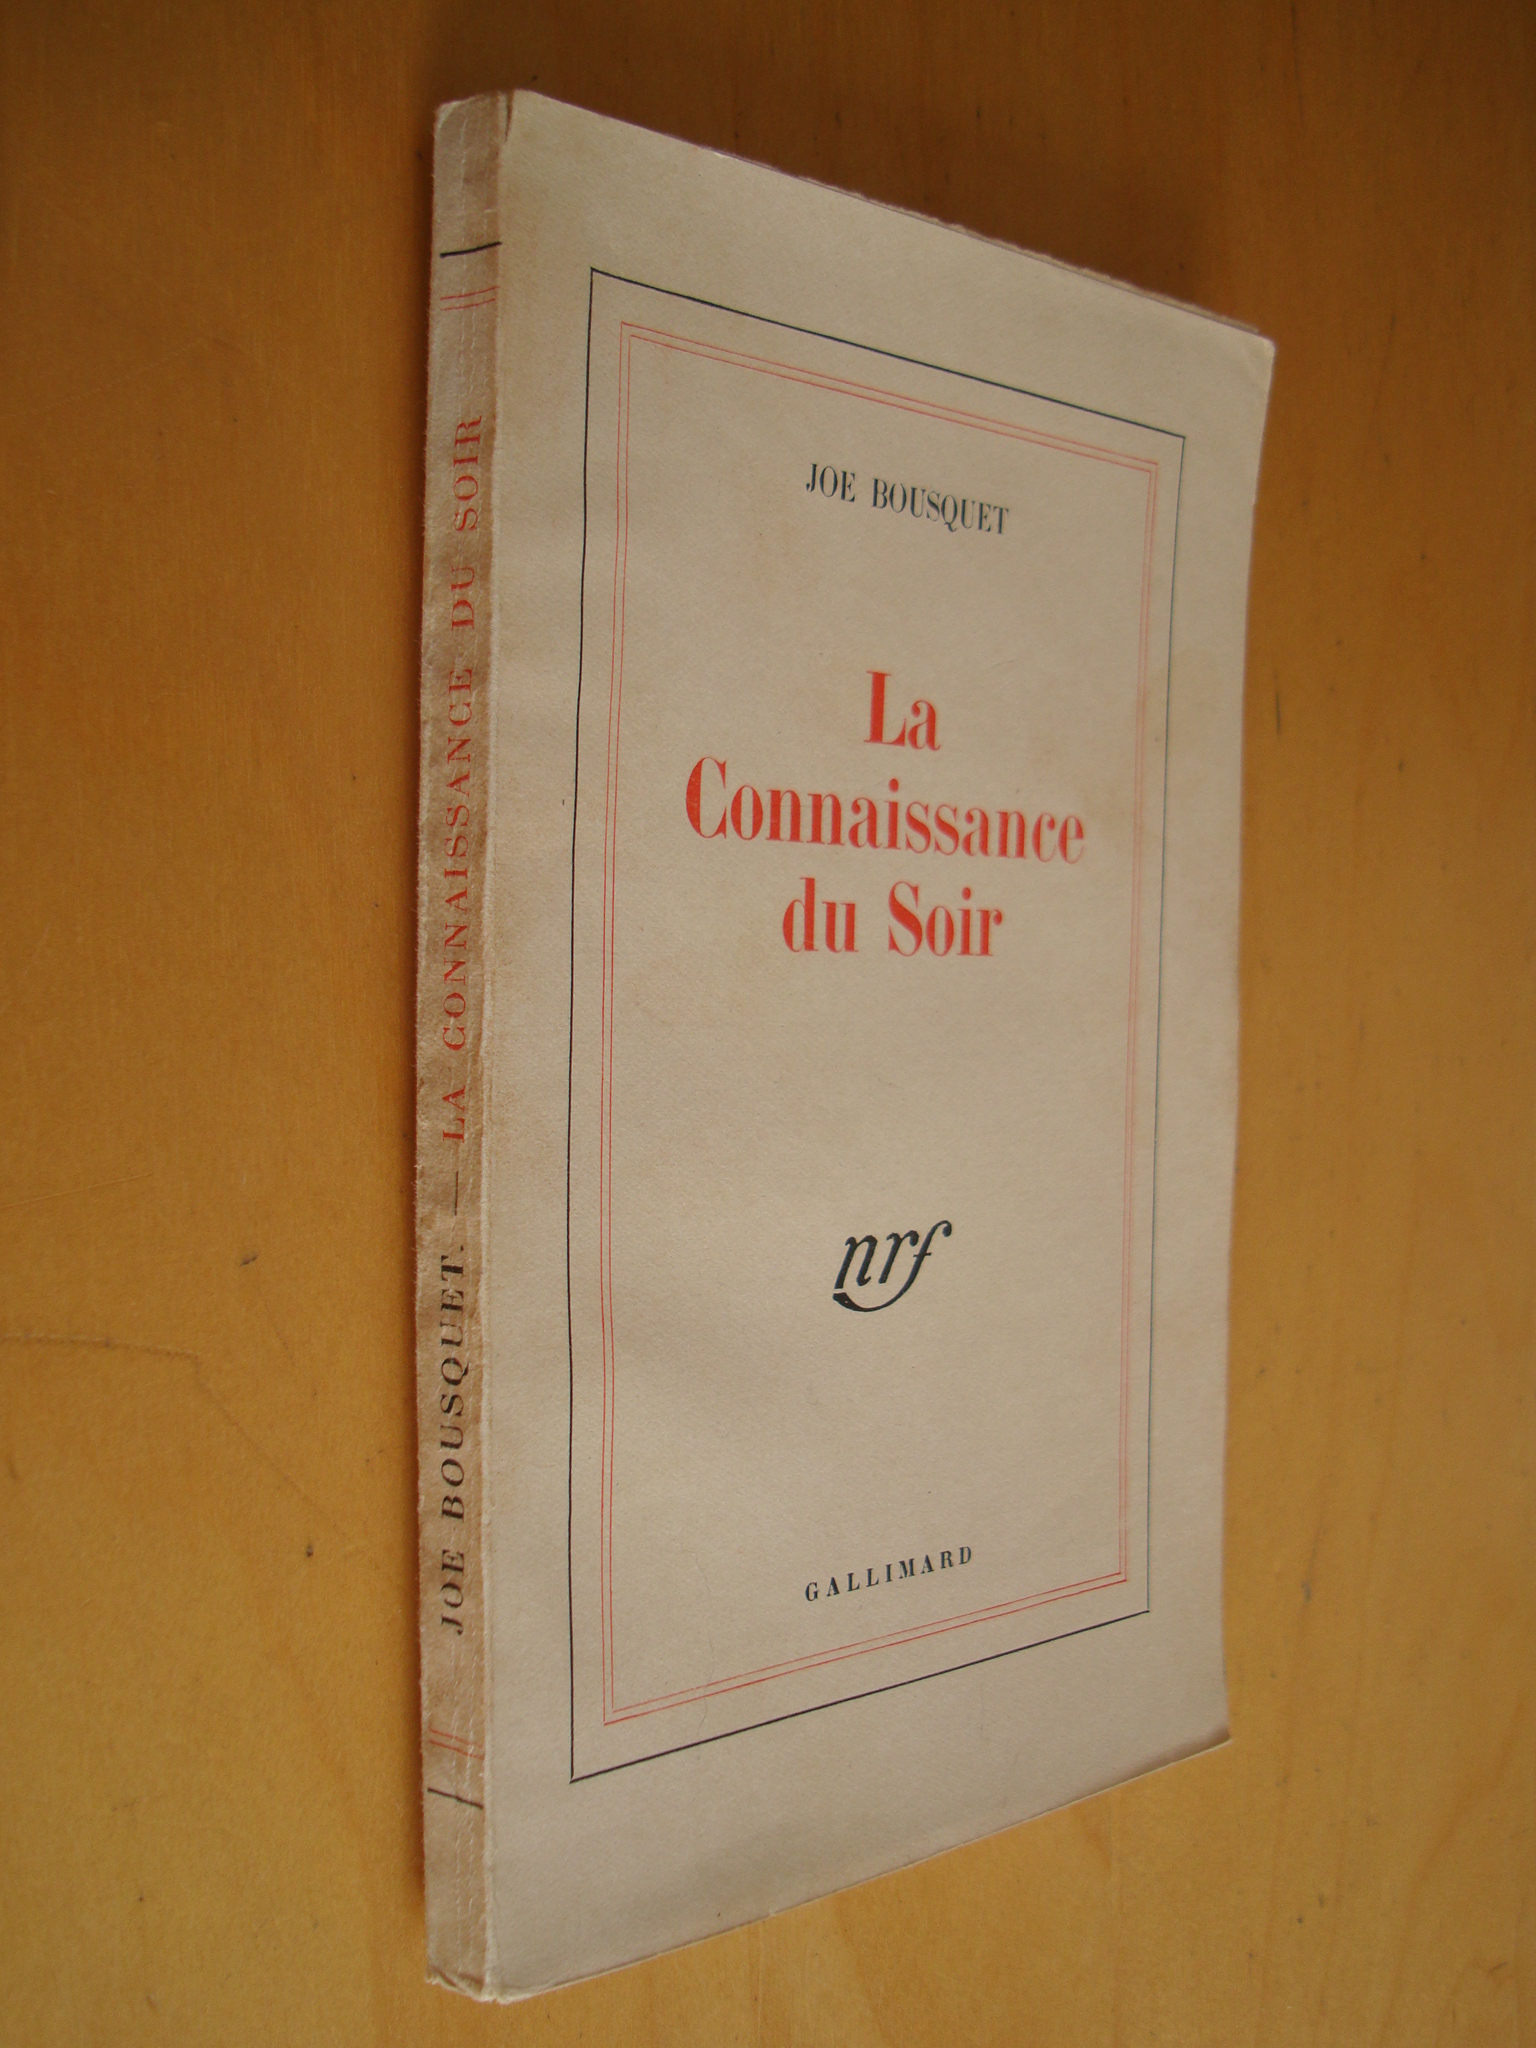 JOE BOUSQUET. — LA CONNAISSANCE DU SOIR
JOE BOUSQUET
La
Connaissance
du Soir
nrf
GALLIMARD